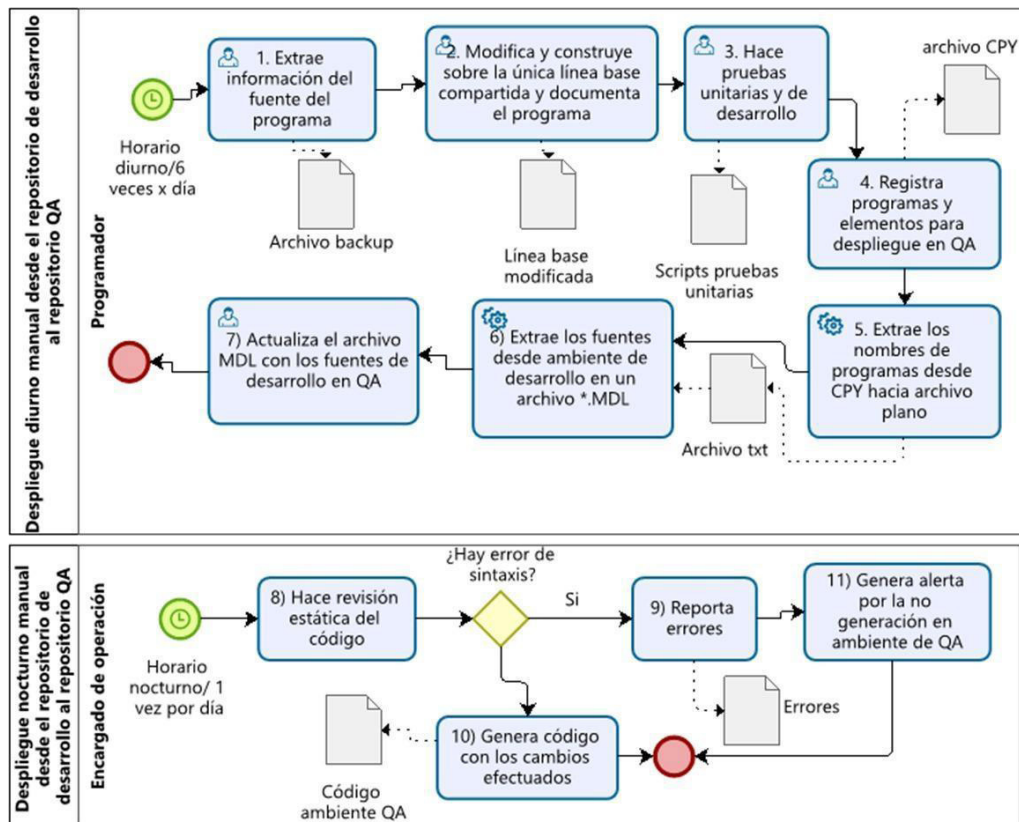 Despliegue diurno manual desde el repositorio de desarrollo
al repositorio QA
Programador
Horario
diurno/6
veces x día
1. Extrae
información del
fuente del
programa
Archivo backup
2. Modifica y construye
sobre la única línea base
compartida y documenta
el programa
Línea base
modificada
3. Hace
pruebas
unitarias y de
desarrollo
Scripts pruebas
unitarias
archivo CPY
4. Registra
programas y
elementos para
despliegue en QA
5. Extrae los
nombres de
programas desde
CPY hacia archivo
plano
Archivo txt
6) Extrae los fuentes
desde ambiente de
desarrollo en un
archivo *.MDL
7) Actualiza el archivo
MDL con los fuentes de
desarrollo en QA
Despliegue nocturno manual
desde el repositorio de
desarrollo al repositorio QA
Encargado de operación
Horario
nocturno/ 1
vez por día
8) Hace revisión
estática del
código
¿Hay error de
sintaxis?
Si
9) Reporta
errores
Errores
11) Genera alerta
por la no
generación en
ambiente de QA
10) Genera código
con los cambios
efectuados
Código
ambiente QA